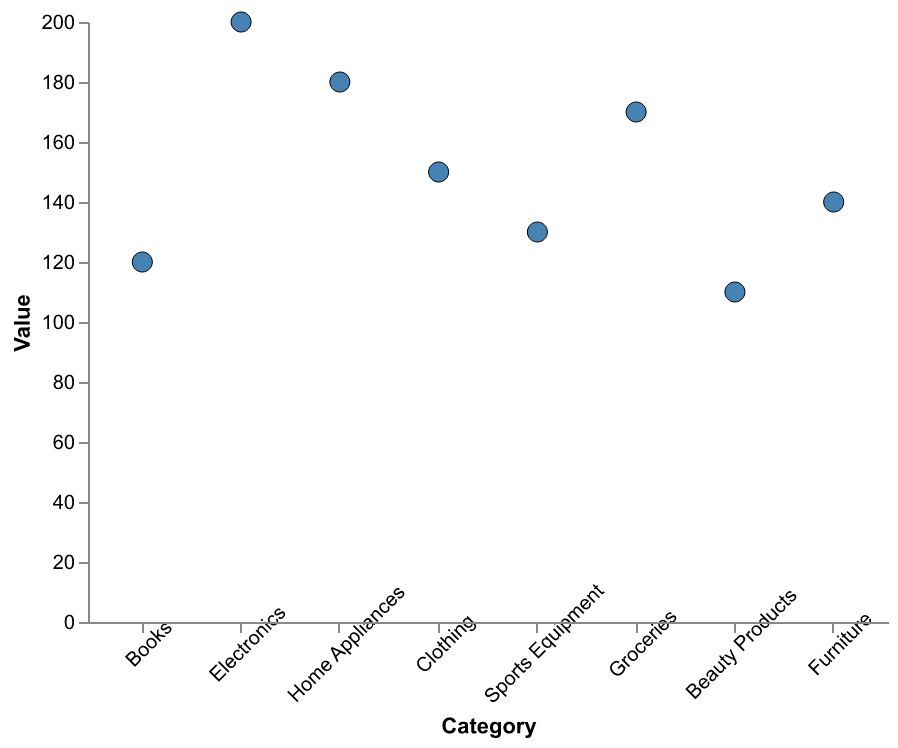 200
180
160
140
120
100
80
60
40
20
0
Value
Books
Electronics
Home Appliances
Clothing
Sports Equipment
Groceries
Beauty Products
Furniture
Category